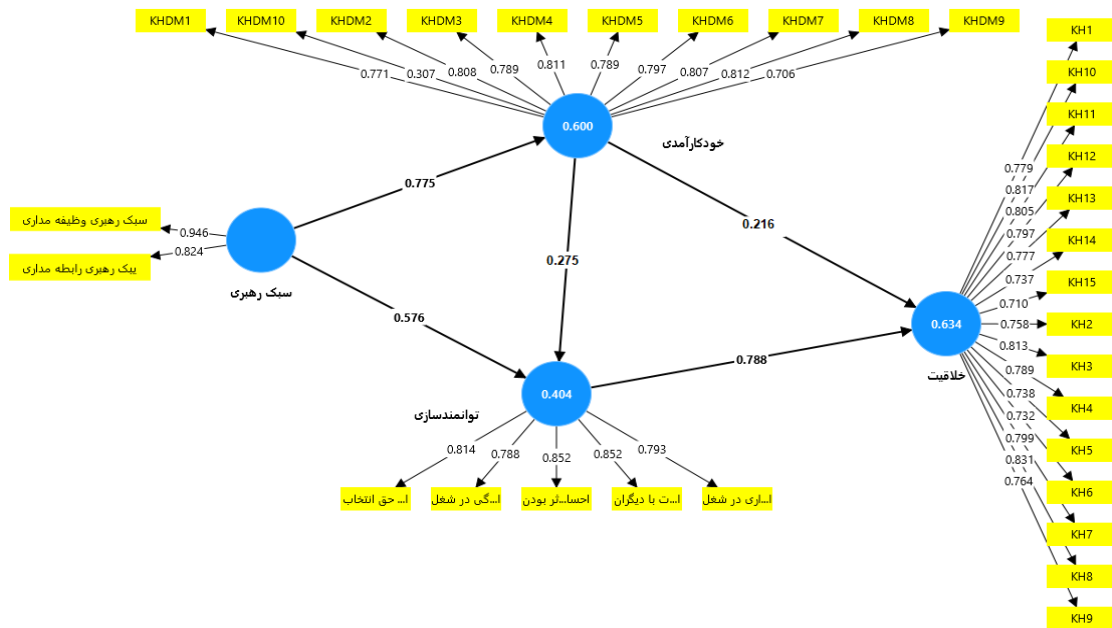 KHDM1 KHDM10 KHDM2 KHDM3 KHDM4 KHDM5 KHDM6 KHDM7 KHDM8 KHDM9
0.771 0.307 0.808 0.789 0.811 0.789 0.797 0.807 0.812 0.706
0.600
خودکارآمدی
0.775
0.216
0.275
سبک رهبری وظیفه مداری
0.946
پیک رهبری رابطه مداری
0.824
سبک رهبری
0.576
0.788
0.404
توانمندسازی
0.814 0.788 0.852 0.852 0.793
ا... حق انتخاب
ا...گی در شغل
احسا...ثر بودن
ا...ت با دیگران
ا...اری در شغل
0.634
خلاقیت
KH1
KH10
KH11
KH12
KH13
KH14
KH15
KH2
KH3
KH4
KH5
KH6
KH7
KH8
KH9
0.779
0.817
0.805
0.797
0.777
0.737
0.710
0.758
0.813
0.789
0.738
0.732
0.799
0.831
0.764